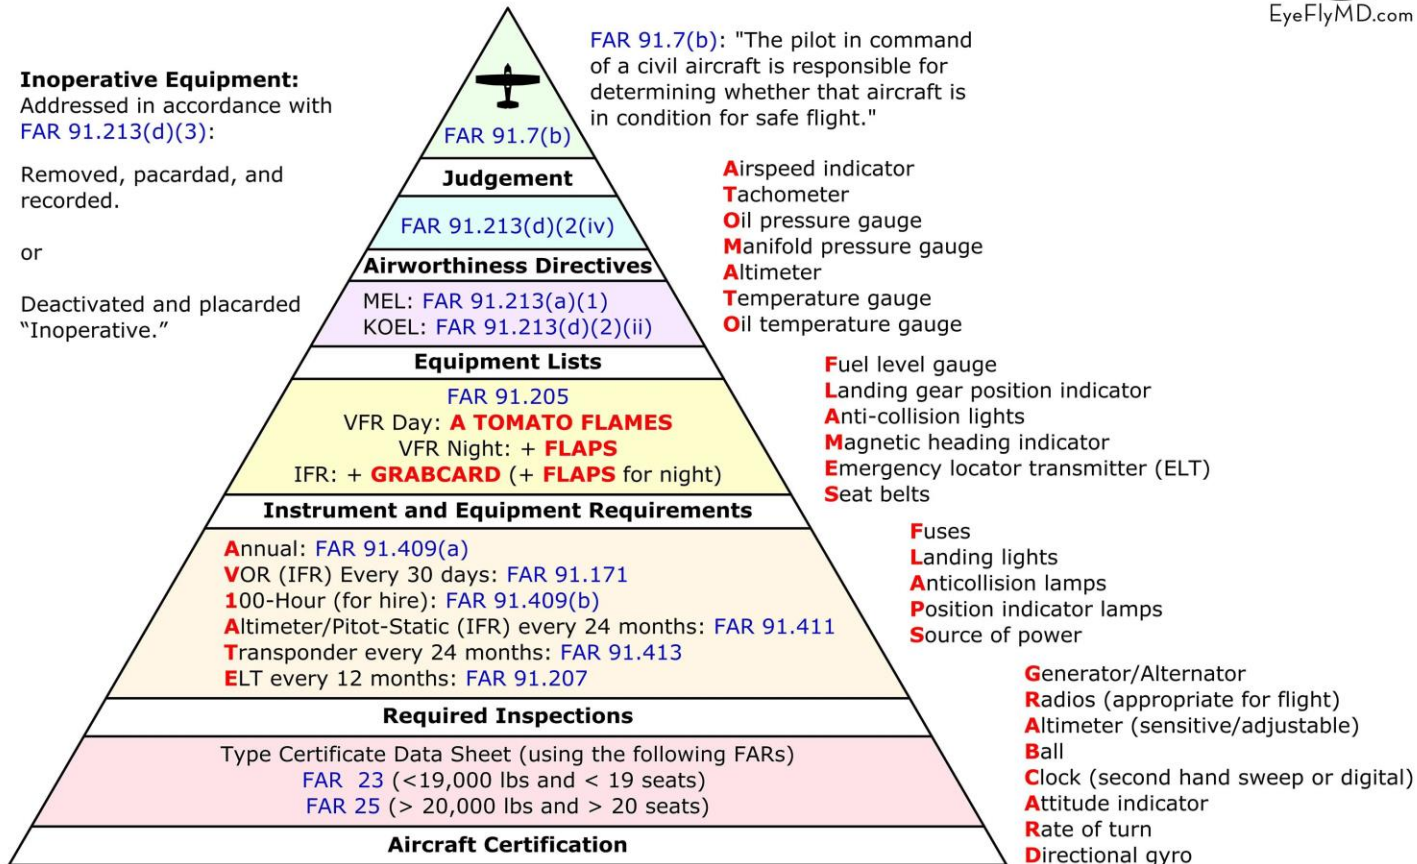 EyeFlyMD.com
Inoperative Equipment:
Addressed in accordance with
FAR 91.213(d)(3):
Removed, pacardad, and
recorded.
or
Deactivated and placarded
“Inoperative.”
FAR 91.7(b): "The pilot in command
of a civil aircraft is responsible for
determining whether that aircraft is
in condition for safe flight."
FAR 91.7(b)
Judgement
FAR 91.213(d)(2(iv)
Airworthiness Directives
MEL: FAR 91.213(a)(1)
KOEL: FAR 91.213(d)(2)(ii)
Equipment Lists
FAR 91.205
VFR Day: A TOMATO FLAMES
VFR Night: + FLAPS
IFR: + GRABCARD (+ FLAPS for night)
Instrument and Equipment Requirements
Annual: FAR 91.409(a)
VOR (IFR) Every 30 days: FAR 91.171
100-Hour (for hire): FAR 91.409(b)
Altimeter/Pitot-Static (IFR) every 24 months: FAR 91.411
Transponder every 24 months: FAR 91.413
ELT every 12 months: FAR 91.207
Required Inspections
Type Certificate Data Sheet (using the following FARs)
FAR 23 (<19,000 lbs and < 19 seats)
FAR 25 (> 20,000 lbs and > 20 seats)
Aircraft Certification
Airspeed indicator
Tachometer
Oil pressure gauge
Manifold pressure gauge
Altimeter
Temperature gauge
Oil temperature gauge
Fuel level gauge
Landing gear position indicator
Anti-collision lights
Magnetic heading indicator
Emergency locator transmitter (ELT)
Seat belts
Fuses
Landing lights
Anticollision lamps
Position indicator lamps
Source of power
Generator/Alternator
Radios (appropriate for flight)
Altimeter (sensitive/adjustable)
Ball
Clock (second hand sweep or digital)
Attitude indicator
Rate of turn
Directional gyro